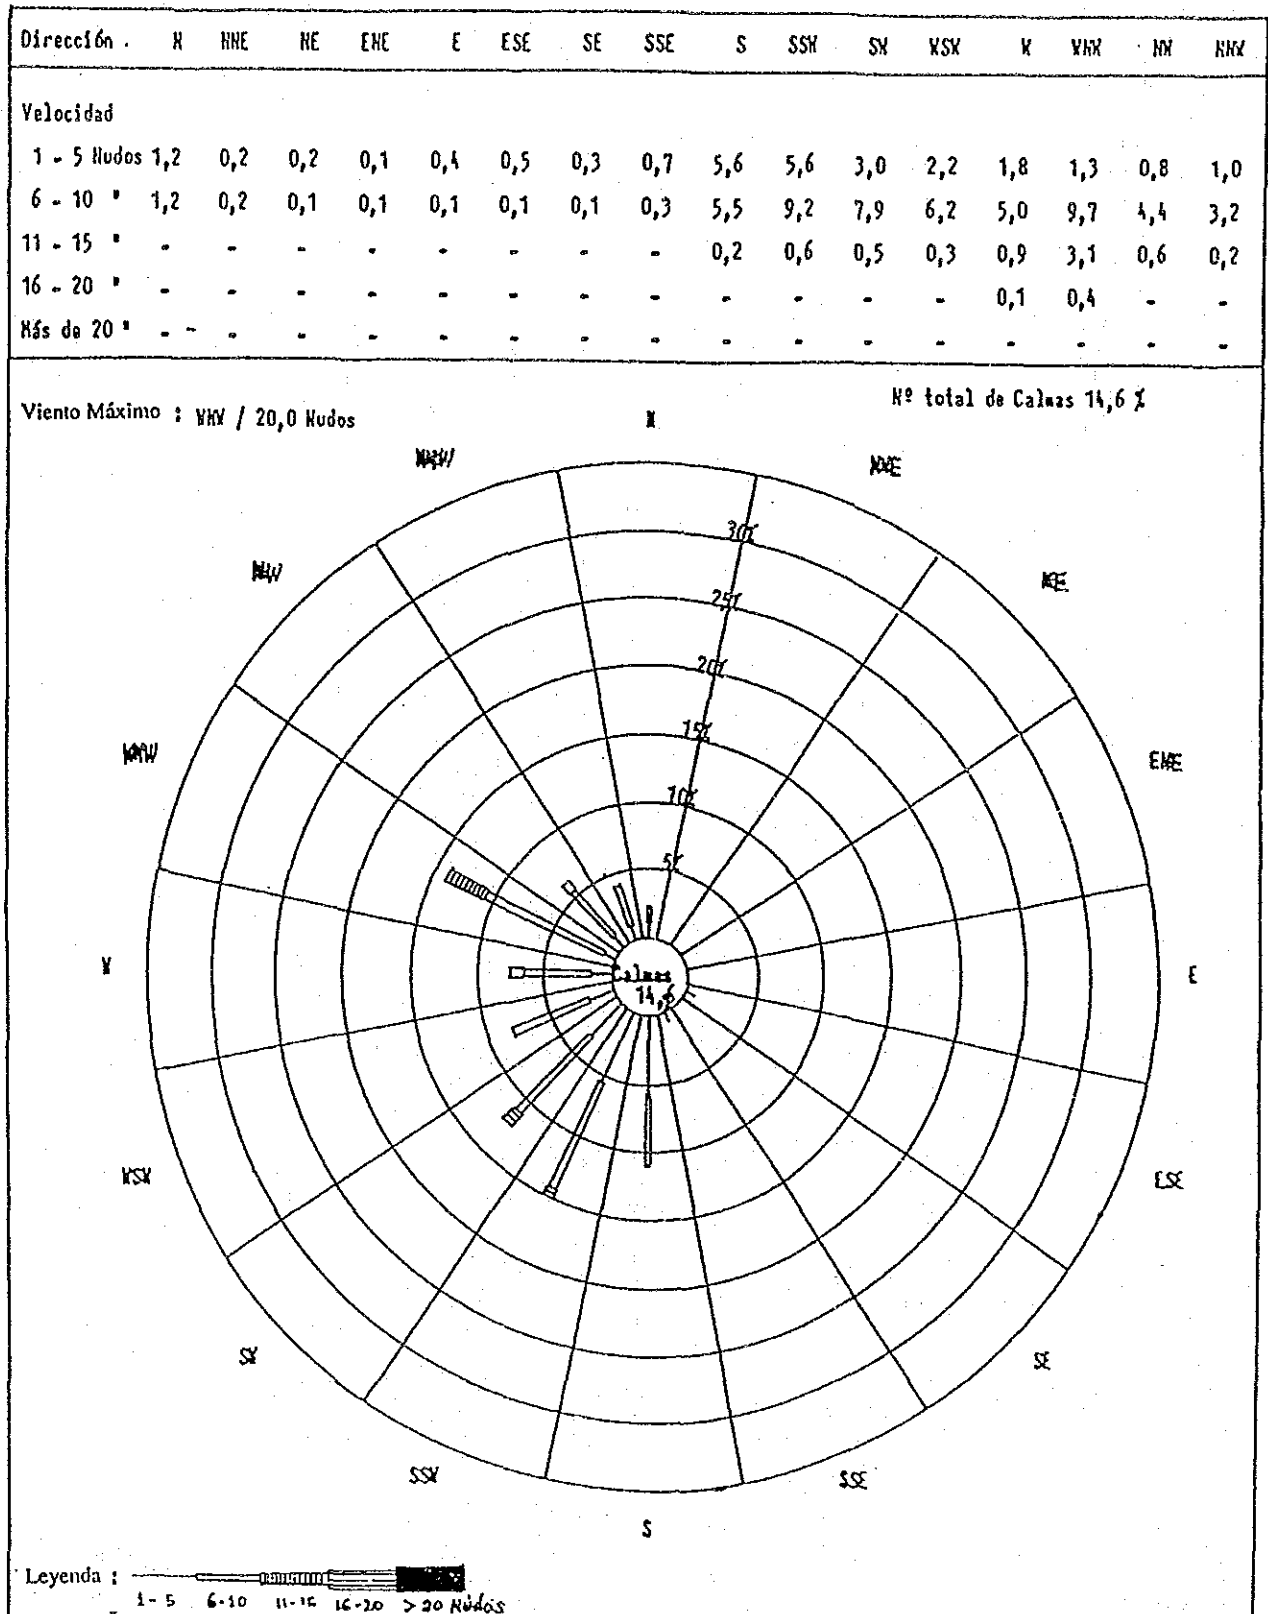 Dirección . N NNE NE ENE E ESE SE SSE S SSW SW WSW W WNW NW NNW
Velocidad
1 - 5 Nudos 1,2 0,2 0,2 0,1 0,4 0,5 0,3 0,7 5,6 5,6 3,0 2,2 1,8 1,3 0,8 1,0
6 - 10 " 1,2 0,2 0,1 0,1 0,1 0,1 0,1 0,3 5,5 9,2 7,9 6,2 5,0 9,7 4,4 3,2
11 - 15 " - - - - - - - - 0,2 0,6 0,5 0,3 0,9 3,1 0,6 0,2
16 - 20 " - - - - - - - - - - - - 0,1 0,4 - -
Más de 20 " - - - - - - - - - - - - - - - -
Viento Máximo : WNW / 20,0 Nudos
Nº total de Calmas 14,6 %
N
NNW
NNE
30%
NW
NE
25%
20%
15%
WNW
ENE
10%
5%
W
E
Calmas
14,6
WSW
ESE
SW
SE
SSW
SSE
S
Leyenda :
1-5 6-10 11-15 16-20 > 20 Nudos